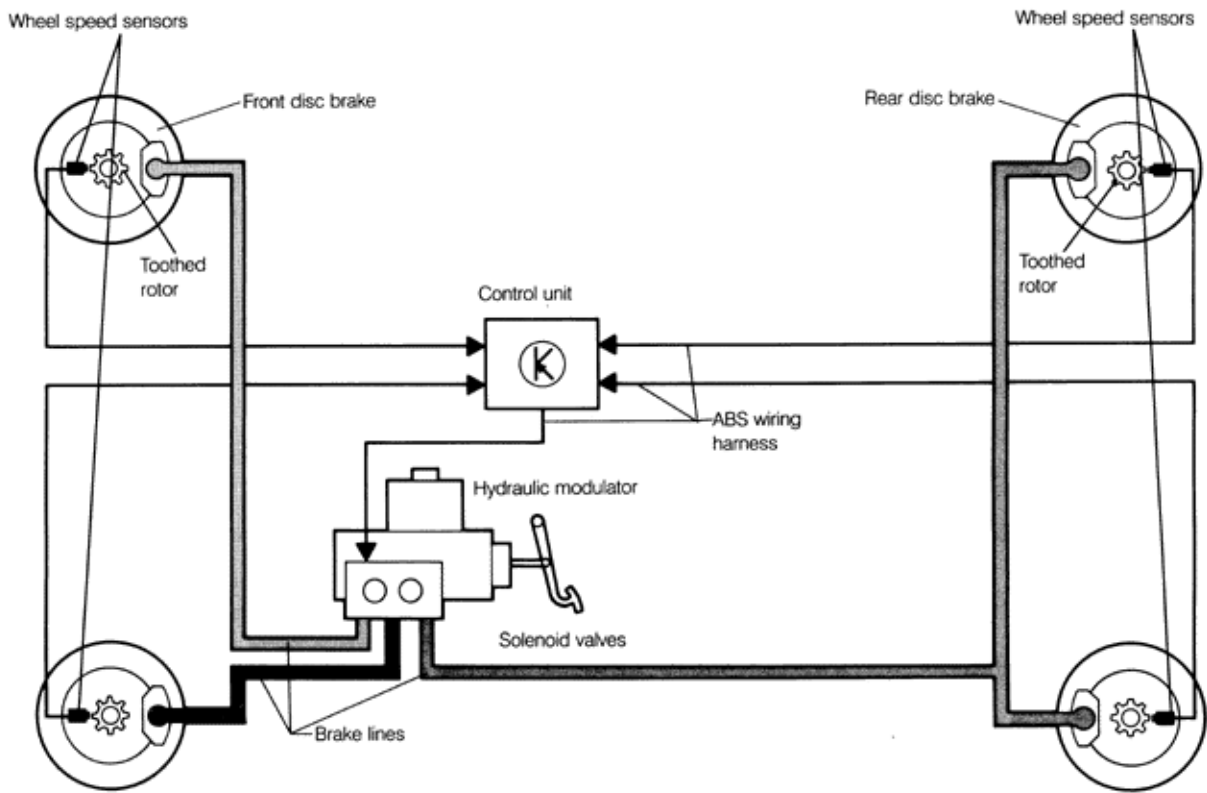 Wheel speed sensors
Wheel speed sensors
Front disc brake
Rear disc brake
Toothed
rotor
Toothed
rotor
Control unit
ABS wiring
harness
Hydraulic modulator
Solenoid valves
Brake lines